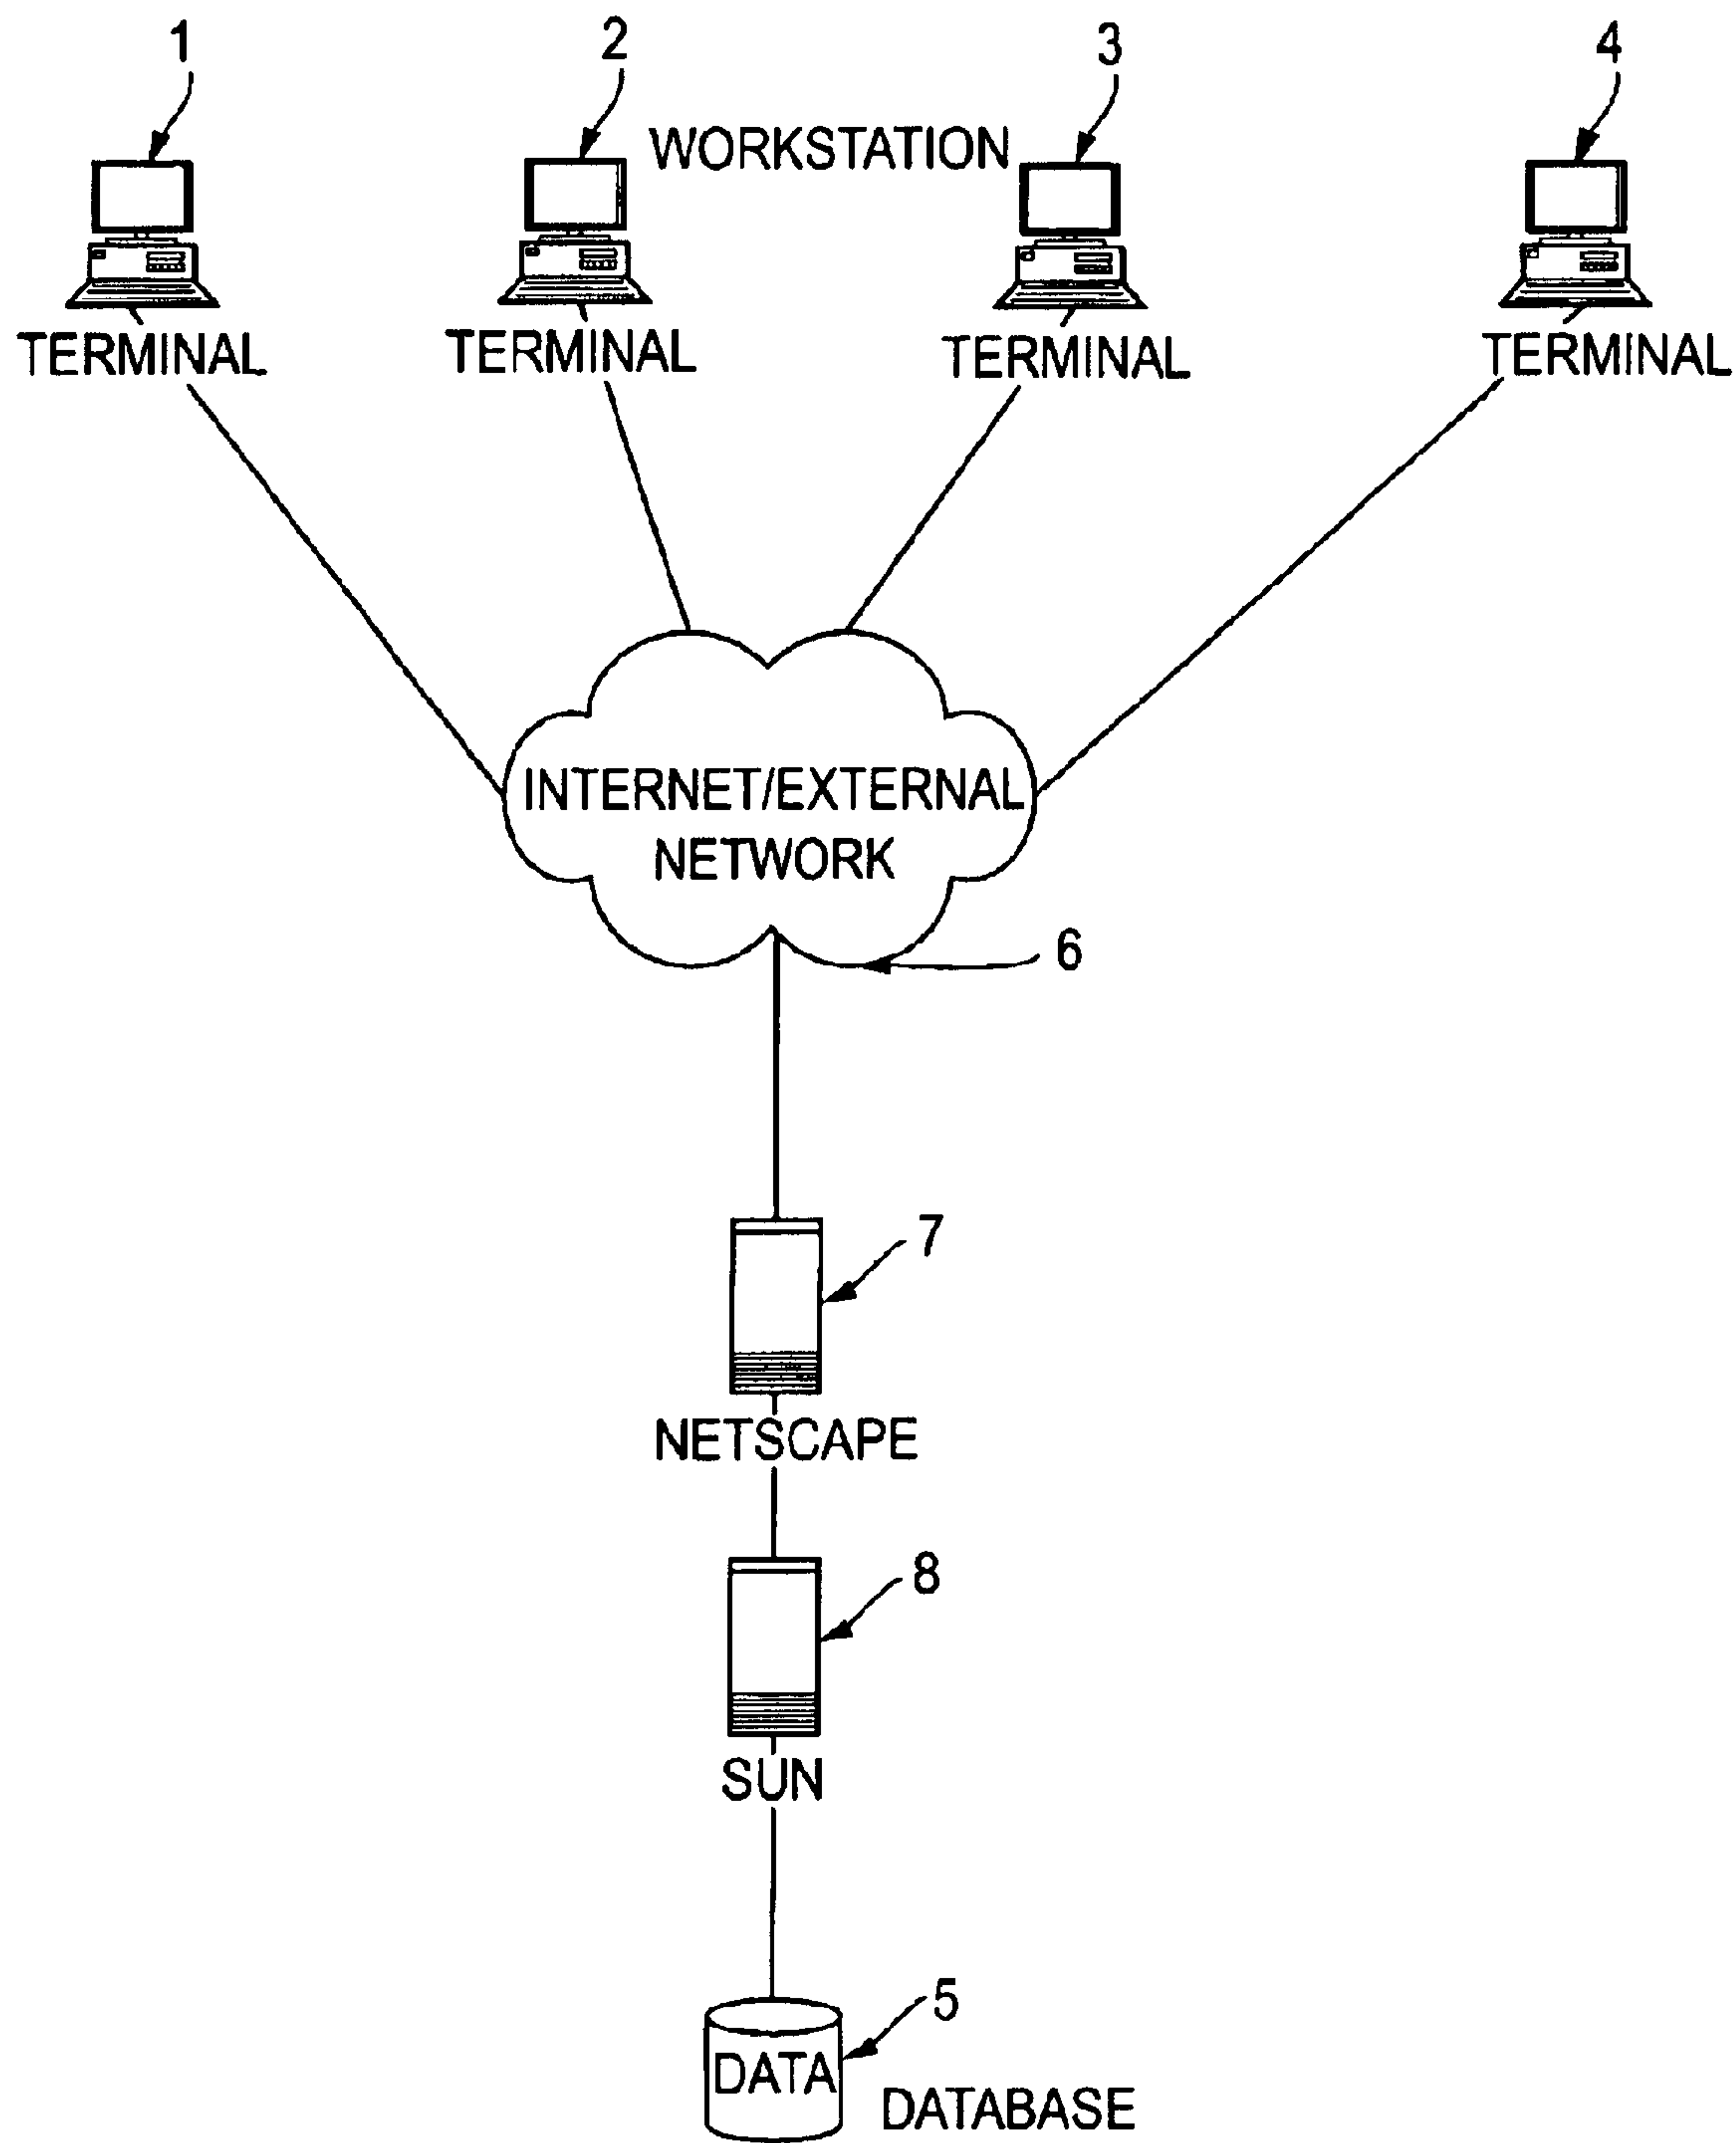 1
2
3
4
WORKSTATION
TERMINAL
TERMINAL
TERMINAL
TERMINAL
INTERNET/EXTERNAL
NETWORK
6
7
NETSCAPE
8
SUN
5
DATA
DATABASE